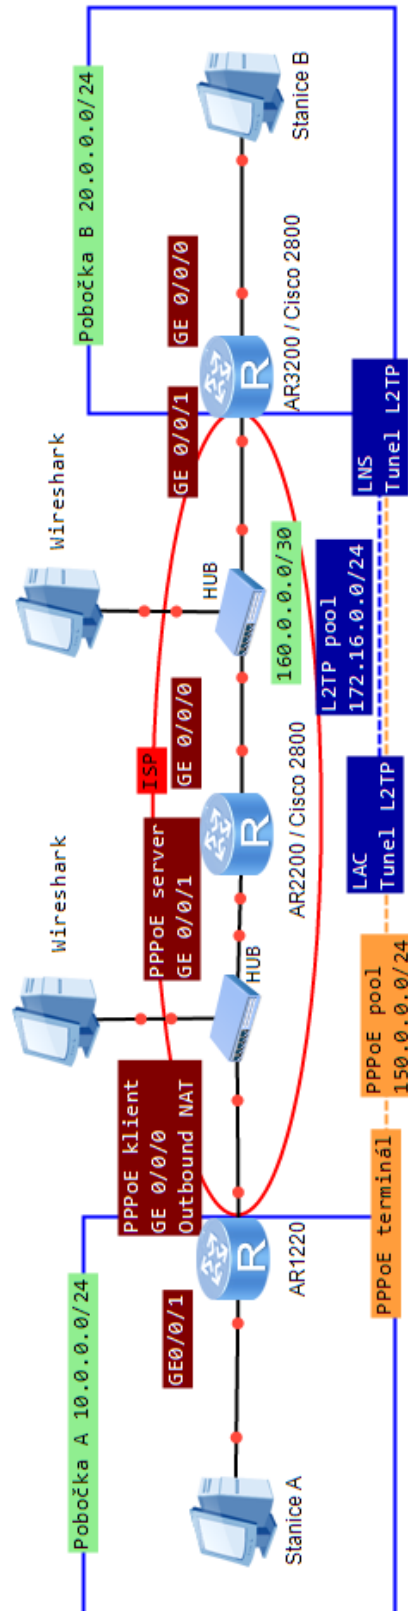 Pobočka A 10.0.0.0/24
Stanice A
GE0/0/1
AR1220
PPPoE klient
GE 0/0/0
Outbound NAT
Wireshark
HUB
PPPoE server
GE 0/0/1
ISP
AR2200 / Cisco 2800
GE 0/0/0
Wireshark
HUB
160.0.0.0/30
GE 0/0/1
AR3200 / Cisco 2800
GE 0/0/0
Pobočka B 20.0.0.0/24
Stanice B
PPPoE terminál
PPPoE pool
150.0.0.0/24
LAC
Tunel L2TP
L2TP pool
172.16.0.0/24
LNS
Tunel L2TP
R
R
R